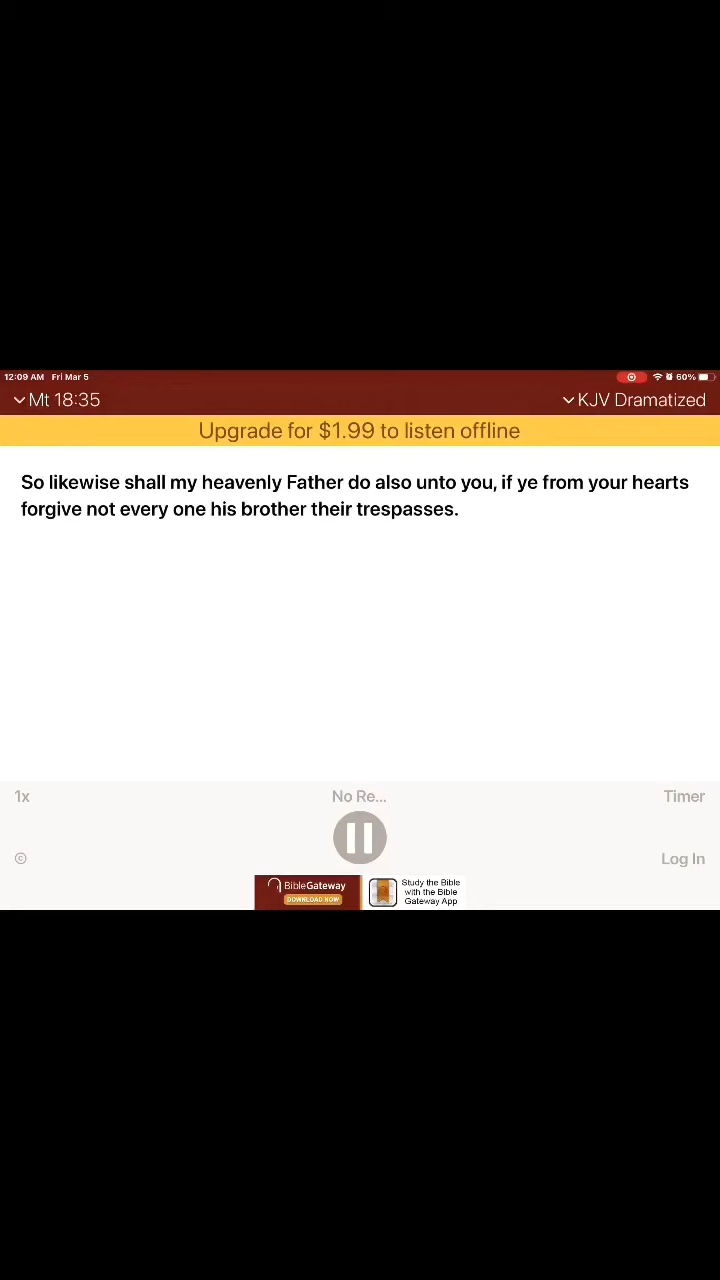 12:09 AM Fri Mar 5 60%
Mt 18:35 KJV Dramatized
Upgrade for $1.99 to listen offline
So likewise shall my heavenly Father do also unto you, if ye from your hearts
forgive not every one his brother their trespasses.
1x No Re... Timer
© Log In
BibleGateway
DOWNLOAD NOW
Study the Bible
with the Bible
Gateway App